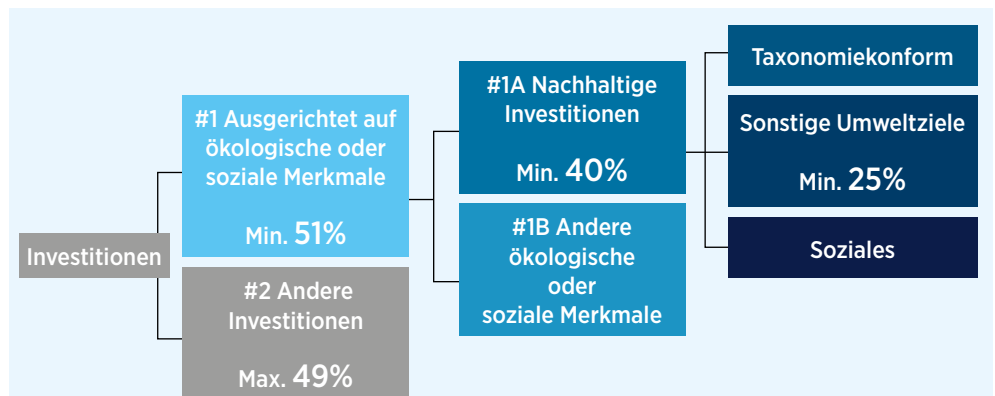 Investitionen
#1 Ausgerichtet auf
ökologische oder
soziale Merkmale
Min. 51%
#2 Andere
Investitionen
Max. 49%
#1A Nachhaltige
Investitionen
Min. 40%
#1B Andere
ökologische
oder
soziale Merkmale
Taxonomiekonform
Sonstige Umweltziele
Min. 25%
Soziales